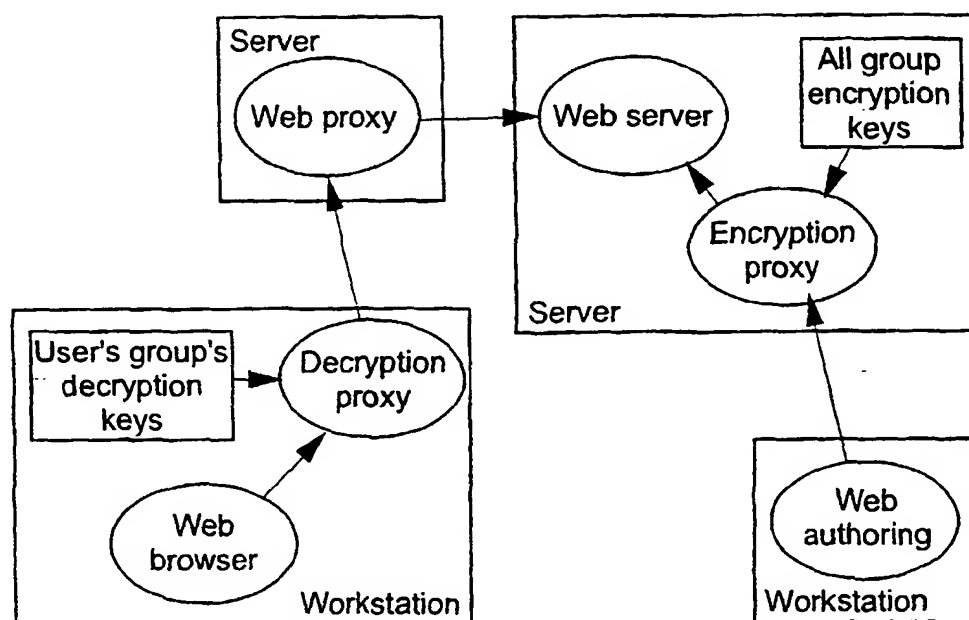 Server
Web proxy
Web server
All group
encryption
keys
Encryption
proxy
Server
User's group's
decryption
keys
Decryption
proxy
Web
browser
Workstation
Web
authoring
Workstation